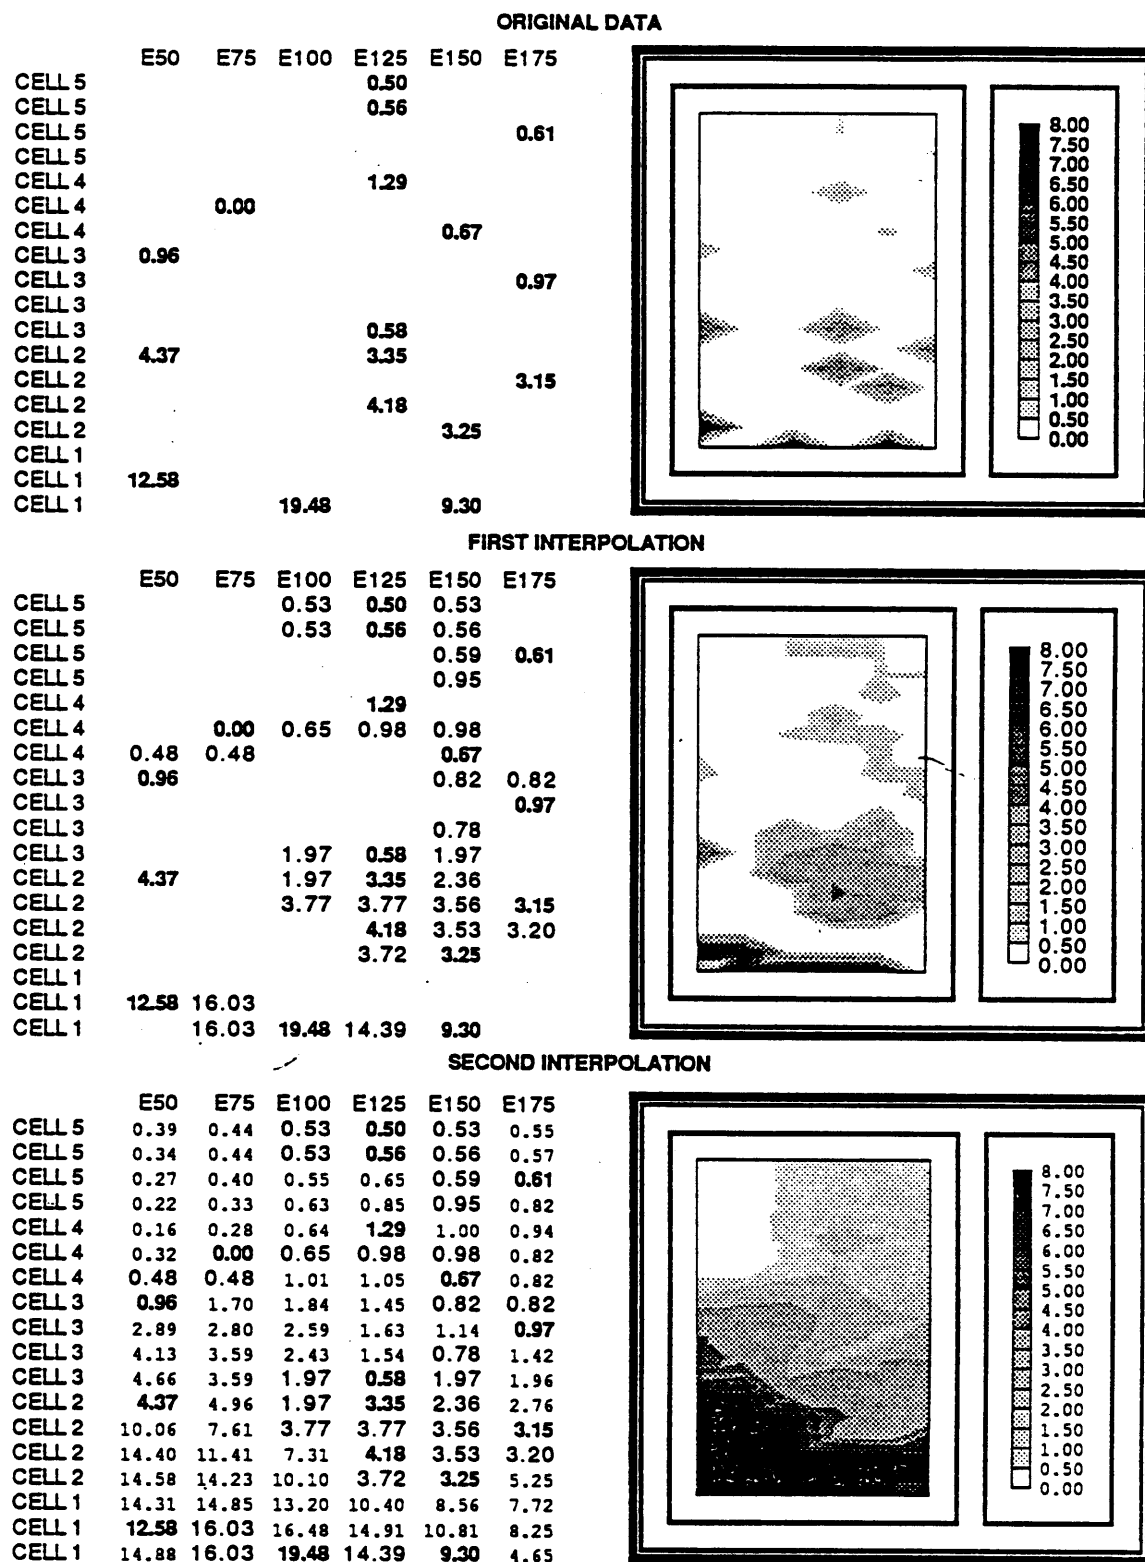 ORIGINAL DATA
E50 E75 E100 E125 E150 E175
CELL 5 0.50
CELL 5 0.56
CELL 5 0.61
CELL 5
CELL 4 1.29
CELL 4 0.00
CELL 4 0.67
CELL 3 0.96
CELL 3 0.97
CELL 3
CELL 3 0.58
CELL 2 4.37 3.35
CELL 2 3.15
CELL 2 4.18
CELL 2 3.25
CELL 1
CELL 1 12.58
CELL 1 19.48 9.30
8.00
7.50
7.00
6.50
6.00
5.50
5.00
4.50
4.00
3.50
3.00
2.50
2.00
1.50
1.00
0.50
0.00
FIRST INTERPOLATION
E50 E75 E100 E125 E150 E175
CELL 5 0.53 0.50 0.53
CELL 5 0.53 0.56 0.56
CELL 5 0.59 0.61
CELL 5 0.95
CELL 4 1.29
CELL 4 0.00 0.65 0.98 0.98
CELL 4 0.48 0.48 0.67
CELL 3 0.96 0.82 0.82
CELL 3 0.97
CELL 3 0.78
CELL 3 1.97 0.58 1.97
CELL 2 4.37 1.97 3.35 2.36
CELL 2 3.77 3.77 3.56 3.15
CELL 2 4.18 3.53 3.20
CELL 2 3.72 3.25
CELL 1
CELL 1 12.58 16.03
CELL 1 16.03 19.48 14.39 9.30
8.00
7.50
7.00
6.50
6.00
5.50
5.00
4.50
4.00
3.50
3.00
2.50
2.00
1.50
1.00
0.50
0.00
SECOND INTERPOLATION
E50 E75 E100 E125 E150 E175
CELL 5 0.39 0.44 0.53 0.50 0.53 0.55
CELL 5 0.34 0.44 0.53 0.56 0.56 0.57
CELL 5 0.27 0.40 0.55 0.65 0.59 0.61
CELL 5 0.22 0.33 0.63 0.85 0.95 0.82
CELL 4 0.16 0.28 0.64 1.29 1.00 0.94
CELL 4 0.32 0.00 0.65 0.98 0.98 0.82
CELL 4 0.48 0.48 1.01 1.05 0.67 0.82
CELL 3 0.96 1.70 1.84 1.45 0.82 0.82
CELL 3 2.89 2.80 2.59 1.63 1.14 0.97
CELL 3 4.13 3.59 2.43 1.54 0.78 1.42
CELL 3 4.66 3.59 1.97 0.58 1.97 1.96
CELL 2 4.37 4.96 1.97 3.35 2.36 2.76
CELL 2 10.06 7.61 3.77 3.77 3.56 3.15
CELL 2 14.40 11.41 7.31 4.18 3.53 3.20
CELL 2 14.58 14.23 10.10 3.72 3.25 5.25
CELL 1 14.31 14.85 13.20 10.40 8.56 7.72
CELL 1 12.58 16.03 16.48 14.91 10.81 8.25
CELL 1 14.88 16.03 19.48 14.39 9.30 4.65
8.00
7.50
7.00
6.50
6.00
5.50
5.00
4.50
4.00
3.50
3.00
2.50
2.00
1.50
1.00
0.50
0.00